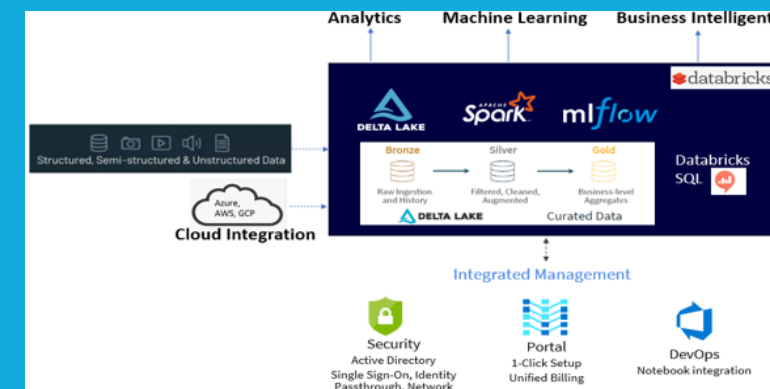 Analytics
Machine Learning
Business Intelligent
databricks
DELTA LAKE
APACHE
Spark
mlflow
Structured, Semi-structured & Unstructured Data
Bronze
Silver
Gold
Raw Ingestion
and History
Filtered, Cleaned,
Augmented
Business-level
Aggregates
DELTA LAKE
Curated Data
Databricks
SQL
Azure,
AWS, GCP
Cloud Integration
Integrated Management
Security
Active Directory
Single Sign-On, Identity
Passthrough, Network
Portal
1-Click Setup
Unified Billing
DevOps
Notebook integration